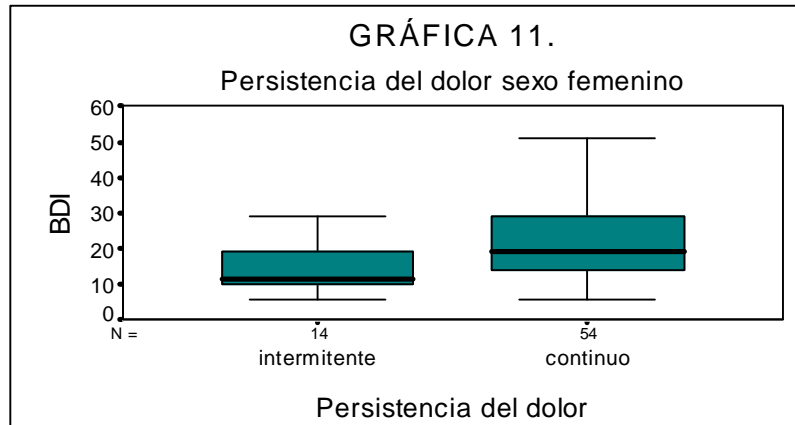 GRÁFICA 11.
Persistencia del dolor sexo femenino
60
50
40
30
20
10
0
BDI
N = 14 54
intermitente continuo
Persistencia del dolor